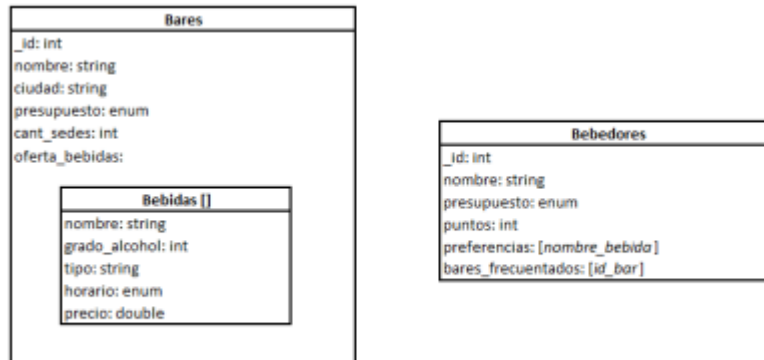 Bares
_id: int
nombre: string
ciudad: string
presupuesto: enum
cant_sedes: int
oferta_bebidas:
Bebidas []
nombre: string
grado_alcohol: int
tipo: string
horario: enum
precio: double
Bebedores
_id: int
nombre: string
presupuesto: enum
puntos: int
preferencias: [nombre_bebida]
bares_frecuentados: [id_bar]